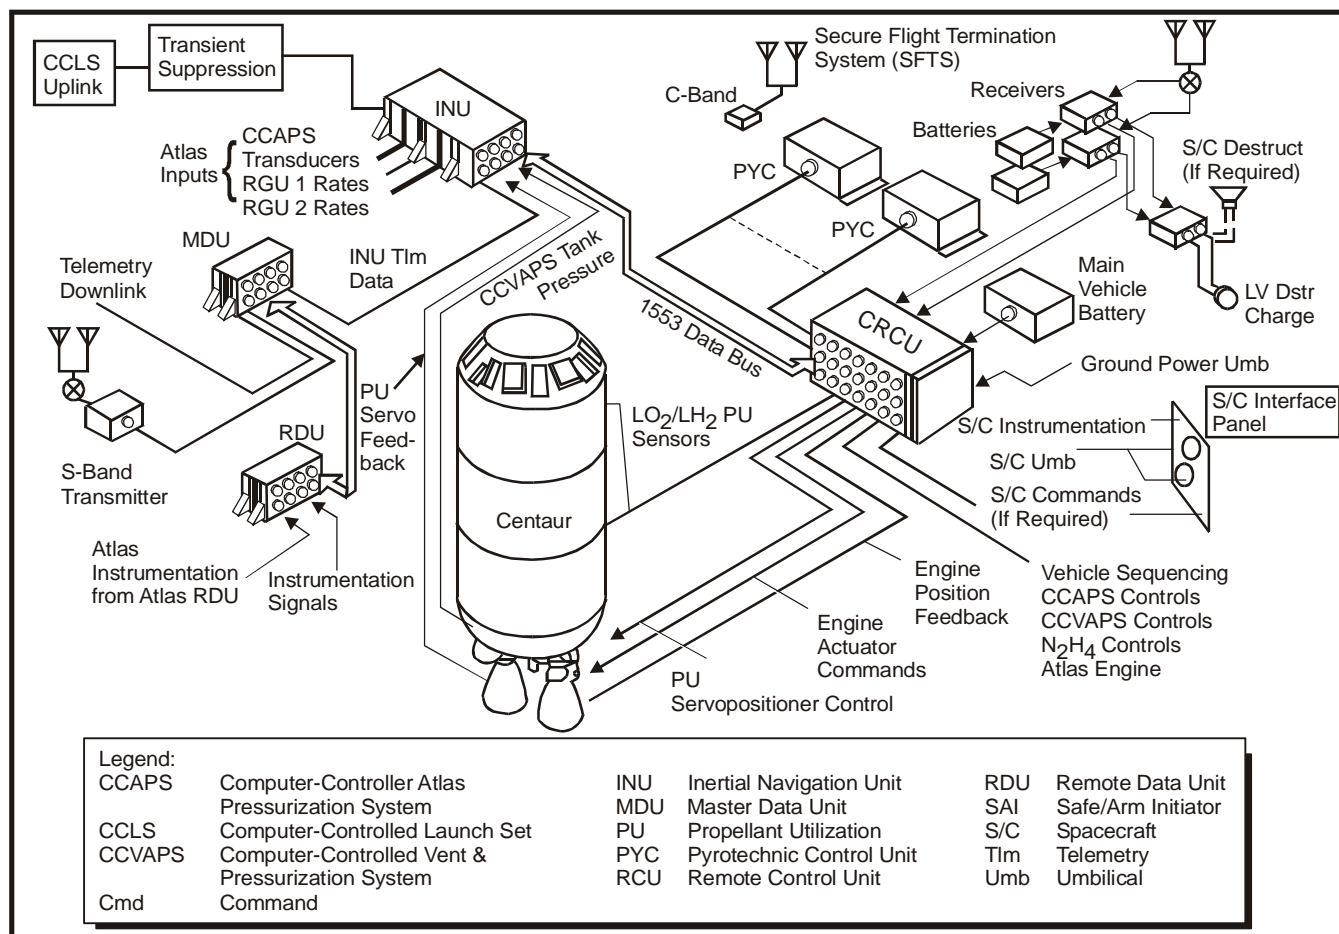 CCLS
Uplink
Transient
Suppression
INU
Atlas
Inputs
CCAPS
Transducers
RGU 1 Rates
RGU 2 Rates
Secure Flight Termination
System (SFTS)
C-Band
Receivers
Batteries
S/C Destruct
(If Required)
PYC
PYC
MDU
Telemetry
Downlink
INU Tlm
Data
CCVAPS Tank
Pressure
1553 Data Bus
CRCU
Main
Vehicle
Battery
LV Dstr
Charge
Ground Power Umb
PU
Servo
Feed-
back
LO2/LH2 PU
Sensors
S/C Interface
Panel
S/C Instrumentation
S/C Umb
S/C Commands
(If Required)
RDU
S-Band
Transmitter
Centaur
Atlas
Instrumentation
from Atlas RDU
Instrumentation
Signals
Engine
Position
Feedback
Engine
Actuator
Commands
PU
Servopositioner Control
Vehicle Sequencing
CCAPS Controls
CCVAPS Controls
N2H4 Controls
Atlas Engine
Legend:
CCAPS Computer-Controller Atlas
Pressurization System
CCLS Computer-Controlled Launch Set
CCVAPS Computer-Controlled Vent &
Pressurization System
Cmd Command
INU Inertial Navigation Unit
MDU Master Data Unit
PU Propellant Utilization
PYC Pyrotechnic Control Unit
RCU Remote Control Unit
RDU Remote Data Unit
SAI Safe/Arm Initiator
S/C Spacecraft
Tlm Telemetry
Umb Umbilical